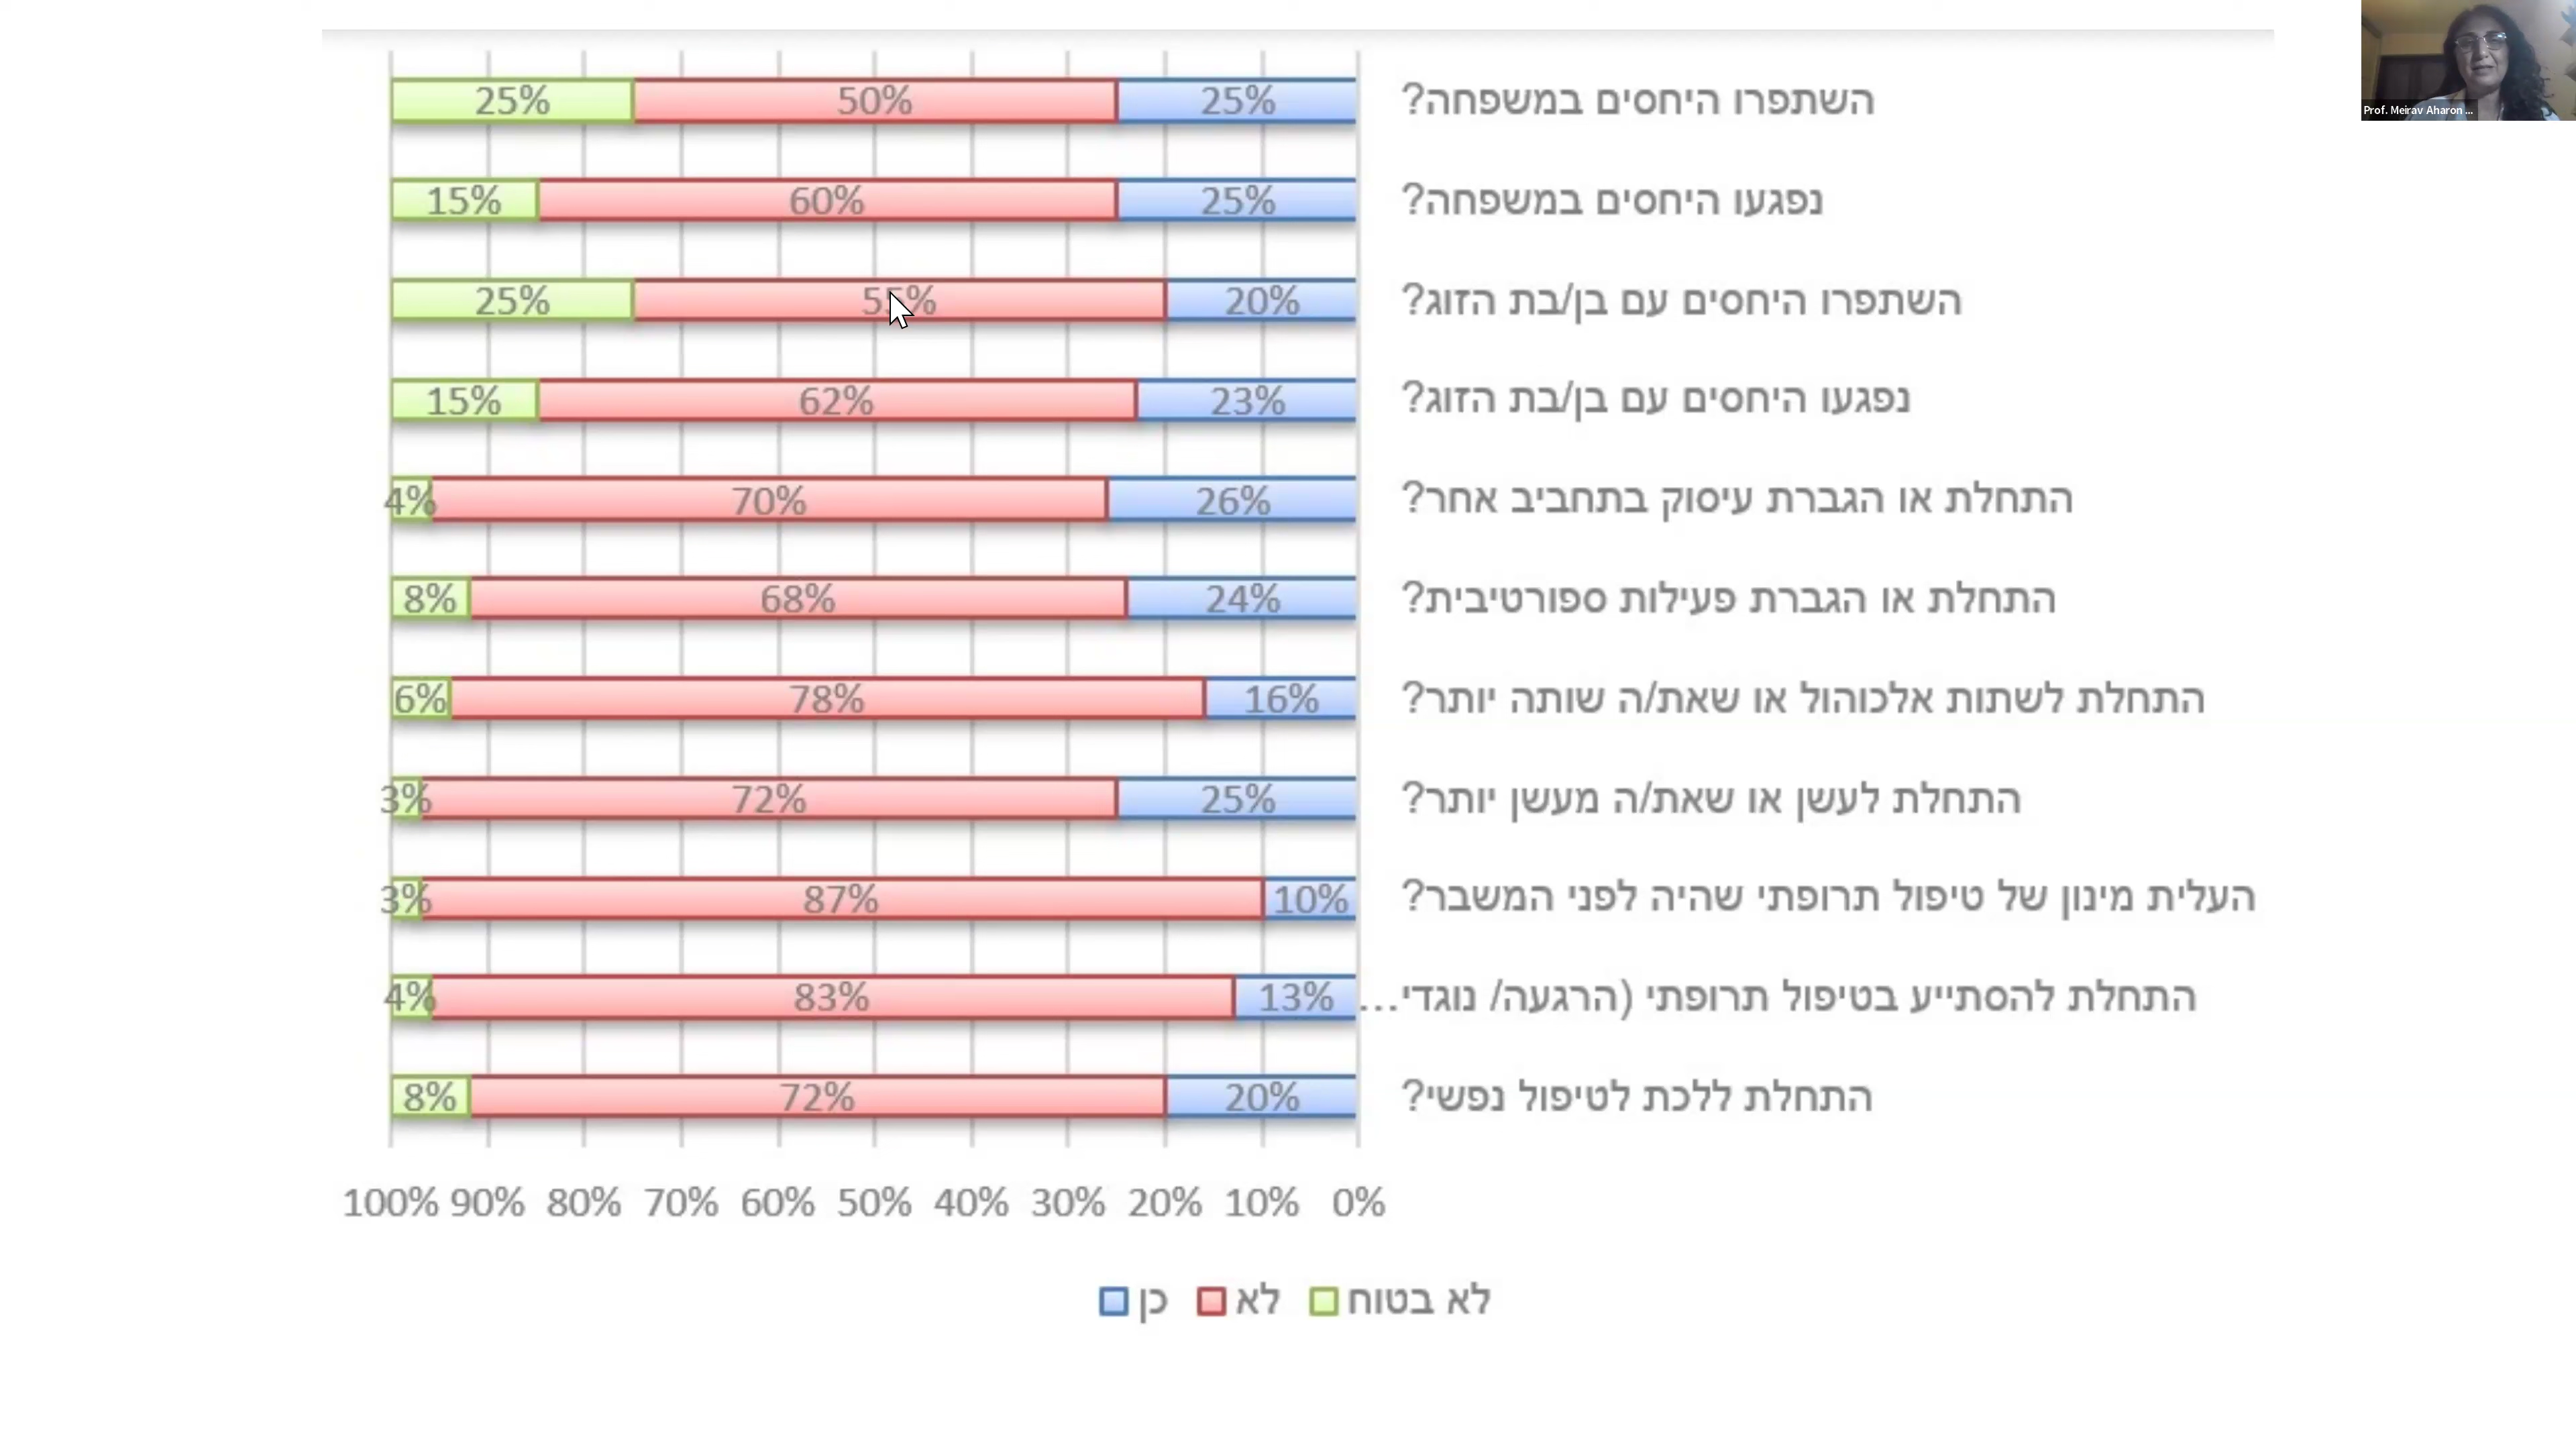 השתפרו היחסים במשפחה? 25% 50% 25%
נפגעו היחסים במשפחה? 25% 60% 15%
השתפרו היחסים עם בן/בת הזוג? 20% 55% 25%
נפגעו היחסים עם בן/בת הזוג? 23% 62% 15%
התחלת או הגברת עיסוק בתחביב אחר? 26% 70% 4%
התחלת או הגברת פעילות ספורטיבית? 24% 68% 8%
התחלת לשתות אלכוהול או שאת/ה שותה יותר? 16% 78% 6%
התחלת לעשן או שאת/ה מעשן יותר? 25% 72% 3%
העלית מינון של טיפול תרופתי שהיה לפני המשבר? 10% 87% 3%
התחלת להסתייע בטיפול תרופתי (הרגעה/ נוגדי... 13% 83% 4%
התחלת ללכת לטיפול נפשי? 20% 72% 8%
100% 90% 80% 70% 60% 50% 40% 30% 20% 10% 0%
לא בטוח לא כן
Prof. Meirav Aharon ...